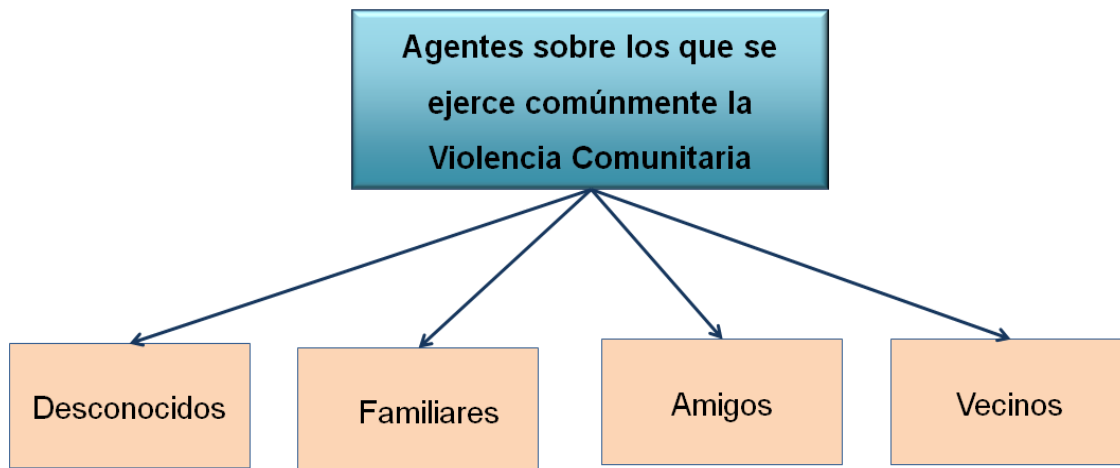 Agentes sobre los que se
ejerce comúnmente la
Violencia Comunitaria
Desconocidos
Familiares
Amigos
Vecinos